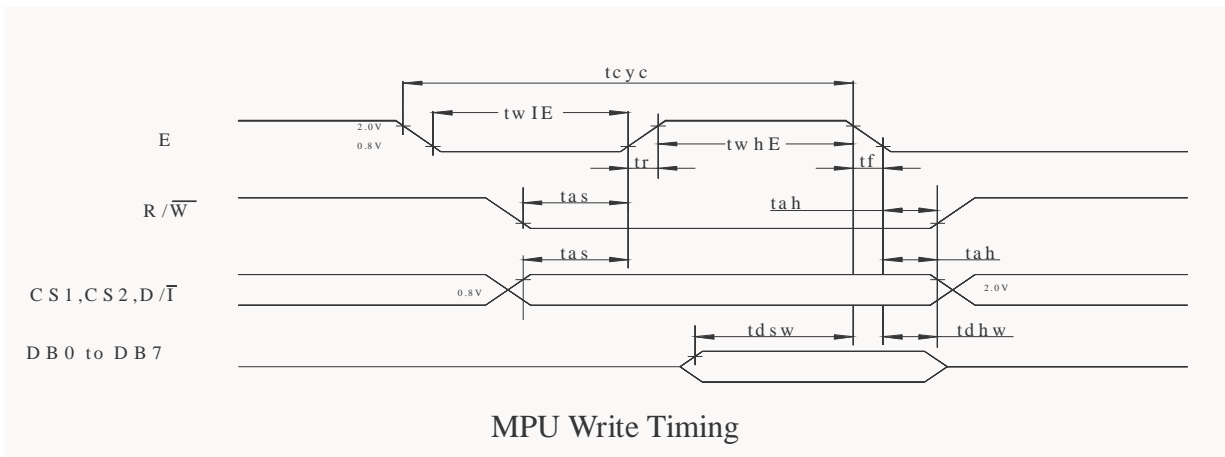 tcyc
twIE
2.0V
E
0.8V
twhE
tr
tf
tas
R/W̅
tah
tas
tah
CS1,CS2,D/I̅
0.8V
2.0V
tdsw
tdhw
DB0 to DB7
MPU Write Timing